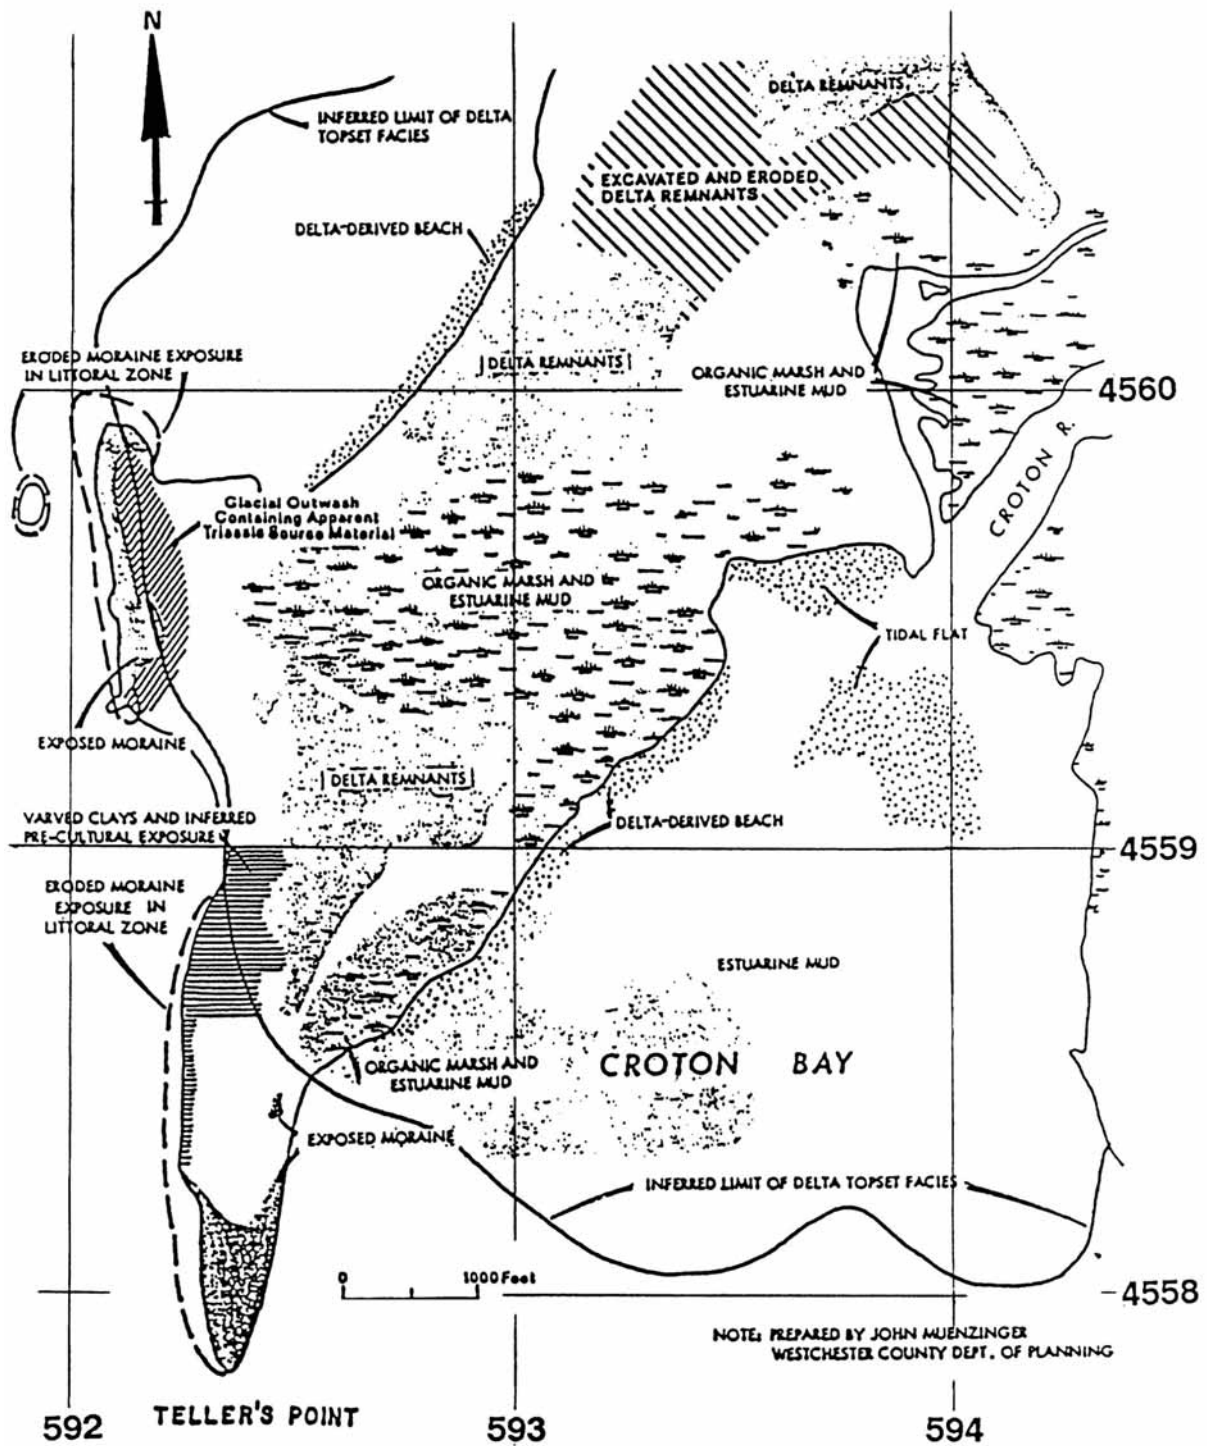 N
DELTA REMNANTS
INFERRED LIMIT OF DELTA
TOPSET FACIES
EXCAVATED AND ERODED
DELTA REMNANTS
DELTA-DERIVED BEACH
ERODED MORAINE EXPOSURE
IN LITTORAL ZONE
DELTA REMNANTS
ORGANIC MARSH AND
ESTUARINE MUD
4560
CROTON R.
Glacial Outwash
Containing Apparent
Triassic Source Material
ORGANIC MARSH AND
ESTUARINE MUD
TIDAL FLAT
EXPOSED MORAINE
DELTA REMNANTS
VARVED CLAYS AND INFERRED
PRE-CULTURAL EXPOSURE
DELTA-DERIVED BEACH
4559
ERODED MORAINE
EXPOSURE IN
LITTORAL ZONE
ESTUARINE MUD
ORGANIC MARSH AND
ESTUARINE MUD
CROTON BAY
EXPOSED MORAINE
INFERRED LIMIT OF DELTA TOPSET FACIES
0 1000 Feet
4558
NOTE: PREPARED BY JOHN MUENZINGER
WESTCHESTER COUNTY DEPT. OF PLANNING
TELLER'S POINT
592 593 594